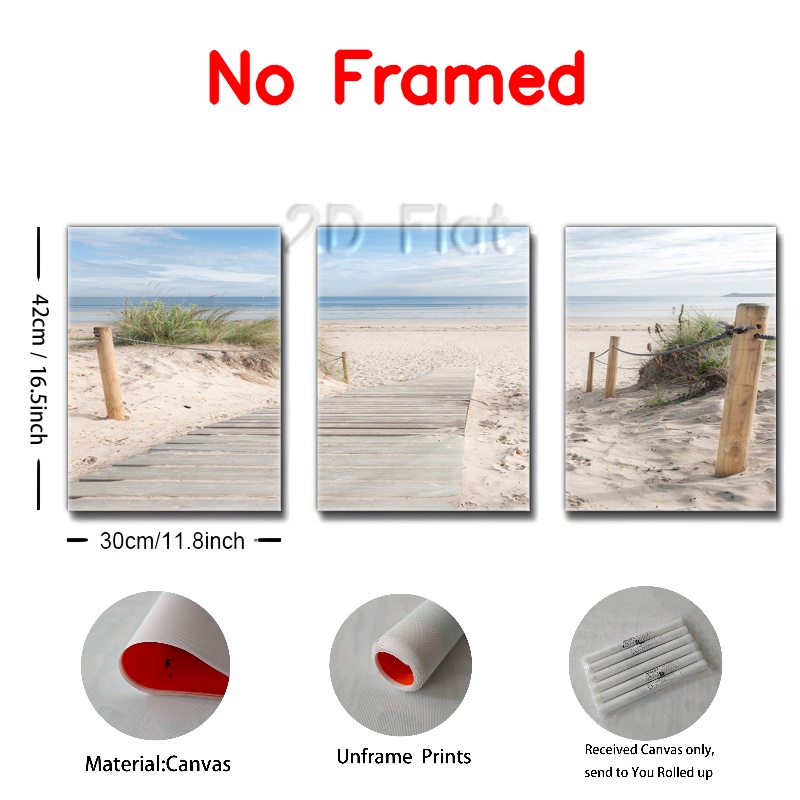 No Framed
2D Flat
42cm / 16.5inch
30cm/11.8inch
Material:Canvas
Unframe Prints
Received Canvas only,
send to You Rolled up